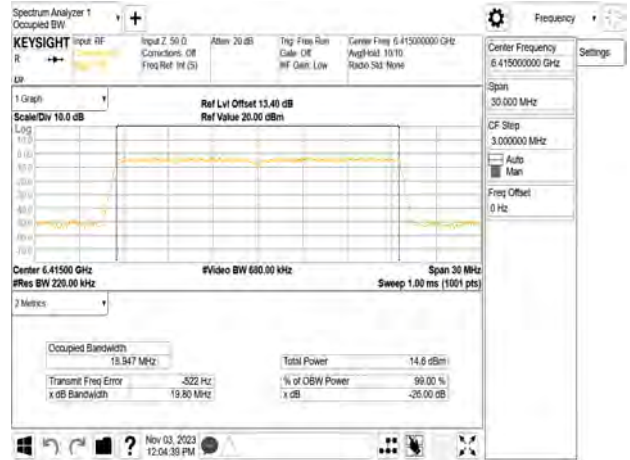 Spectrum Analyzer 1
Occupied BW
Frequency
KEYSIGHT
Input: RF
Input Z: 50 Ω
Corrections: Off
Freq Ref: Int (S)
Atten: 20 dB
Trig: Free Run
Gate: Off
#IF Gain: Low
Center Freq: 6.415000000 GHz
Avg|Hold: 10/10
Radio Std: None
Center Frequency
6.415000000 GHz
Settings
Span
30.000 MHz
CF Step
3.000000 MHz
Auto
Man
Freq Offset
0 Hz
1 Graph
Scale/Div 10.0 dB
Ref Lvl Offset 13.40 dB
Ref Value 20.00 dBm
Log
Center 6.41500 GHz
#Res BW 220.00 kHz
#Video BW 680.00 kHz
Span 30 MHz
Sweep 1.00 ms (1001 pts)
2 Metrics
Occupied Bandwidth
18.947 MHz
Total Power
14.6 dBm
Transmit Freq Error
-522 Hz
% of OBW Power
99.00 %
x dB Bandwidth
19.80 MHz
x dB
-26.00 dB
Nov 03, 2023
12:04:39 PM